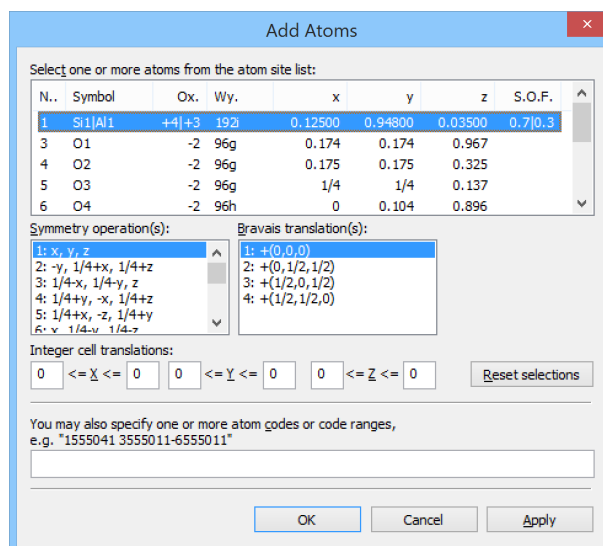 Add Atoms
×
Select one or more atoms from the atom site list:
N.. Symbol Ox. Wy. x y z S.O.F.
1 Si1|Al1 +4|+3 192i 0.12500 0.94800 0.03500 0.7|0.3
3 O1 -2 96g 0.174 0.174 0.967
4 O2 -2 96g 0.175 0.175 0.325
5 O3 -2 96g 1/4 1/4 0.137
6 O4 -2 96h 0 0.104 0.896
Symmetry operation(s): Bravais translation(s):
1: x, y, z 1: +(0,0,0)
2: -y, 1/4+x, 1/4+z 2: +(0,1/2,1/2)
3: 1/4-x, 1/4-y, z 3: +(1/2,0,1/2)
4: 1/4+y, -x, 1/4+z 4: +(1/2,1/2,0)
5: 1/4+x, -z, 1/4+y
6: x, 1/4-y, 1/4-z
Integer cell translations:
0 <= X <= 0 0 <= Y <= 0 0 <= Z <= 0 Reset selections
You may also specify one or more atom codes or code ranges,
e.g. "1555041 3555011-6555011"
OK Cancel Apply